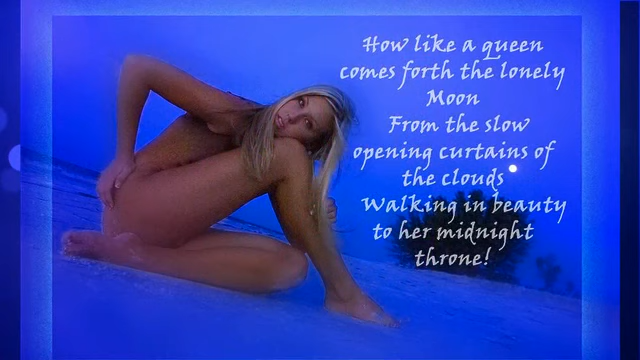 How like a queen
comes forth the lonely
Moon
From the slow
opening curtains of
the clouds
Walking in beauty
to her midnight
throne!